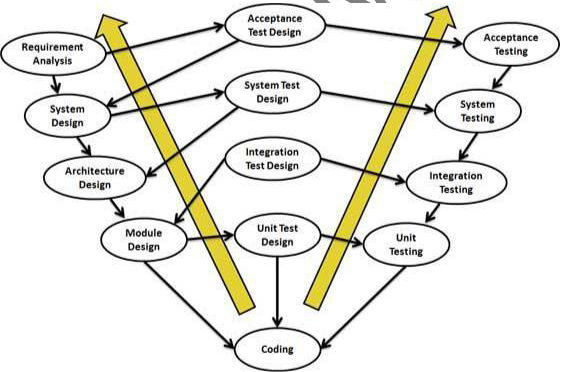 Acceptance
Test Design
Requirement
Analysis
Acceptance
Testing
System Test
Design
System
Design
System
Testing
Integration
Test Design
Architecture
Design
Integration
Testing
Module
Design
Unit Test
Design
Unit
Testing
Coding